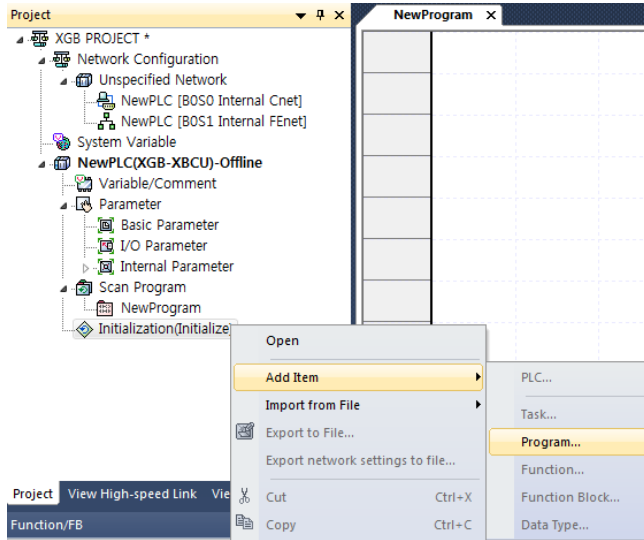 Project
NewProgram
XGB PROJECT *
Network Configuration
Unspecified Network
NewPLC [B0S0 Internal Cnet]
NewPLC [B0S1 Internal FEnet]
System Variable
NewPLC(XGB-XBCU)-Offline
Variable/Comment
Parameter
Basic Parameter
I/O Parameter
Internal Parameter
Scan Program
NewProgram
Initialization(Initialize)
Open
Add Item
Import from File
Export to File...
Export network settings to file...
Cut Ctrl+X
Copy Ctrl+C
PLC...
Task...
Program...
Function...
Function Block...
Data Type...
Project View High-speed Link Vie
Function/FB